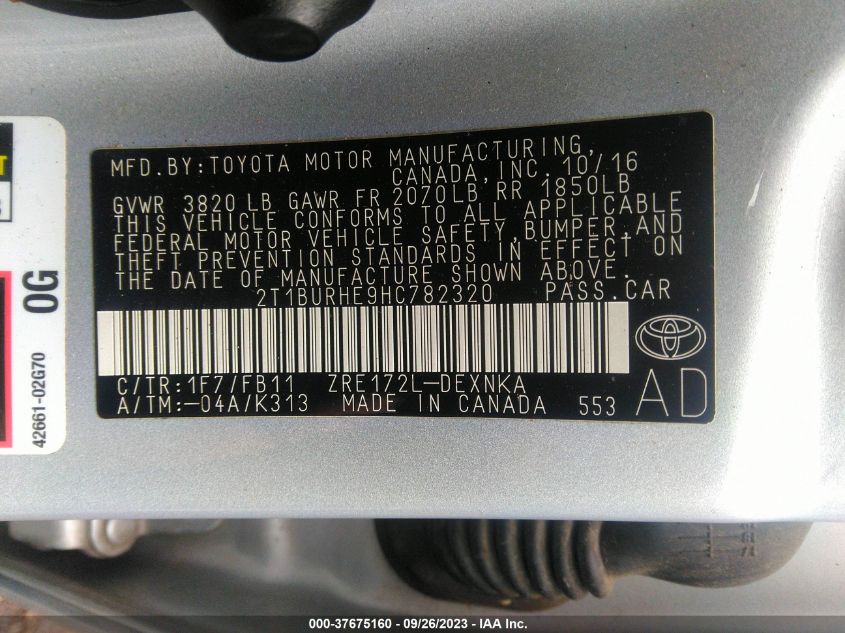 MFD.BY:TOYOTA MOTOR MANUFACTURING,
CANADA,INC. 10/16
GVWR 3820 LB GAWR FR 2070LB RR 1850LB
THIS VEHICLE CONFORMS TO ALL APPLICABLE
FEDERAL MOTOR VEHICLE SAFETY,BUMPER,AND
THEFT PREVENTION STANDARDS IN EFFECT ON
THE DATE OF MANUFACTURE SHOWN ABOVE.
2T1BURHE9HC782320 PASS.CAR
C/TR:1F7/FB11 ZRE172L-DEXNKA
A/TM:-04A/K313 MADE IN CANADA 553
AD
0G
42661-02G70
000-37675160 - 09/26/2023 - IAA Inc.